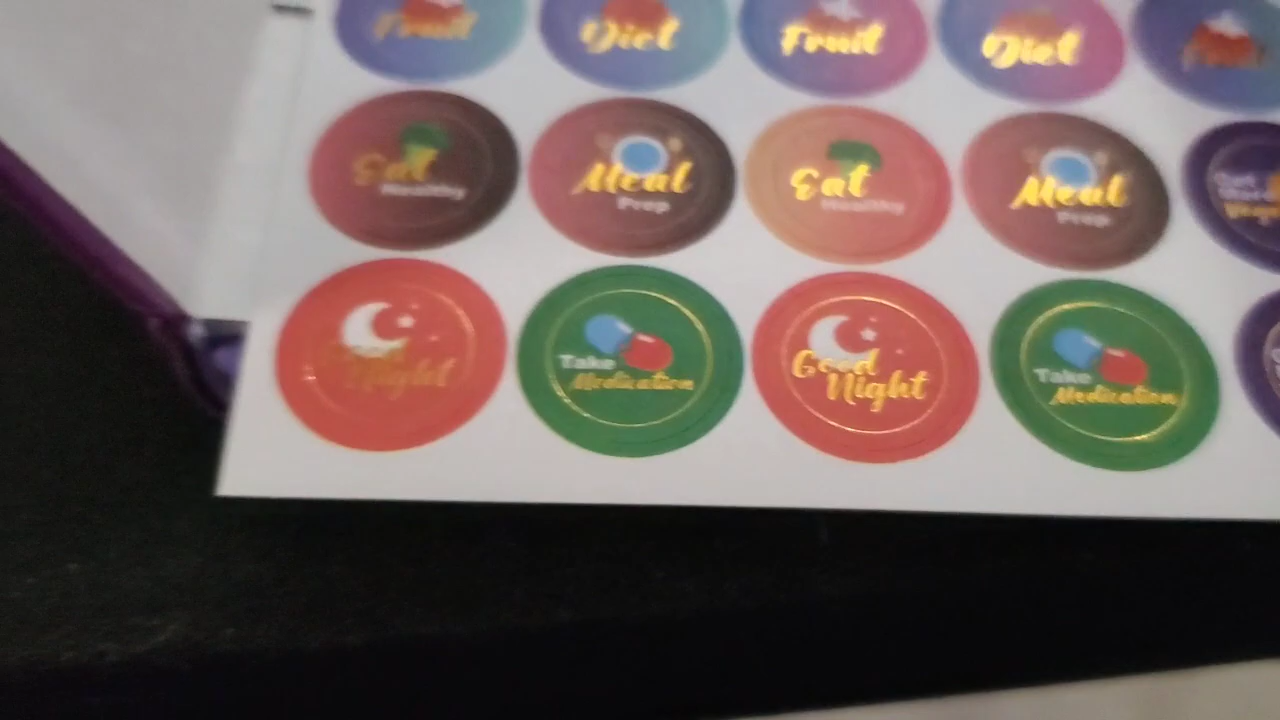 Fruit
Diet
Fruit
Diet
Fruit
Eat
Healthy
Meal
Prep
Eat
Healthy
Meal
Prep
Night
Take
Medication
Good
Night
Take
Medication